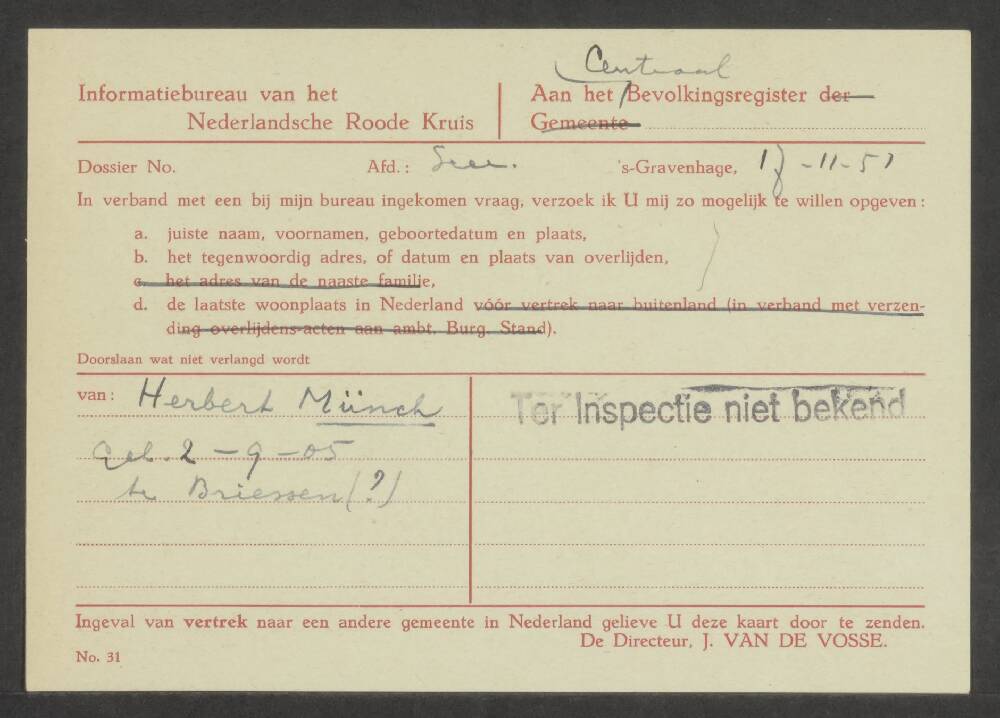 Centraal
Informatiebureau van het
Nederlandsche Roode Kruis
Aan het Bevolkingsregister der
Gemeente
Dossier No. Afd.: 's-Gravenhage, -11-51
In verband met een bij mijn bureau ingekomen vraag, verzoek ik U mij zo mogelijk te willen opgeven:
a. juiste naam, voornamen, geboortedatum en plaats,
b. het tegenwoordig adres, of datum en plaats van overlijden,
c. het adres van de naaste familie,
d. de laatste woonplaats in Nederland vóór vertrek naar buitenland (in verband met verzen-
ding overlijdens-acten aan ambt. Burg. Stand).
Doorslaan wat niet verlangd wordt
van: Herbert Münch
Geb. 2-9-05
te Briessen (?)
Ter Inspectie niet bekend
Ingeval van vertrek naar een andere gemeente in Nederland gelieve U deze kaart door te zenden.
De Directeur, J. VAN DE VOSSE.
No. 31